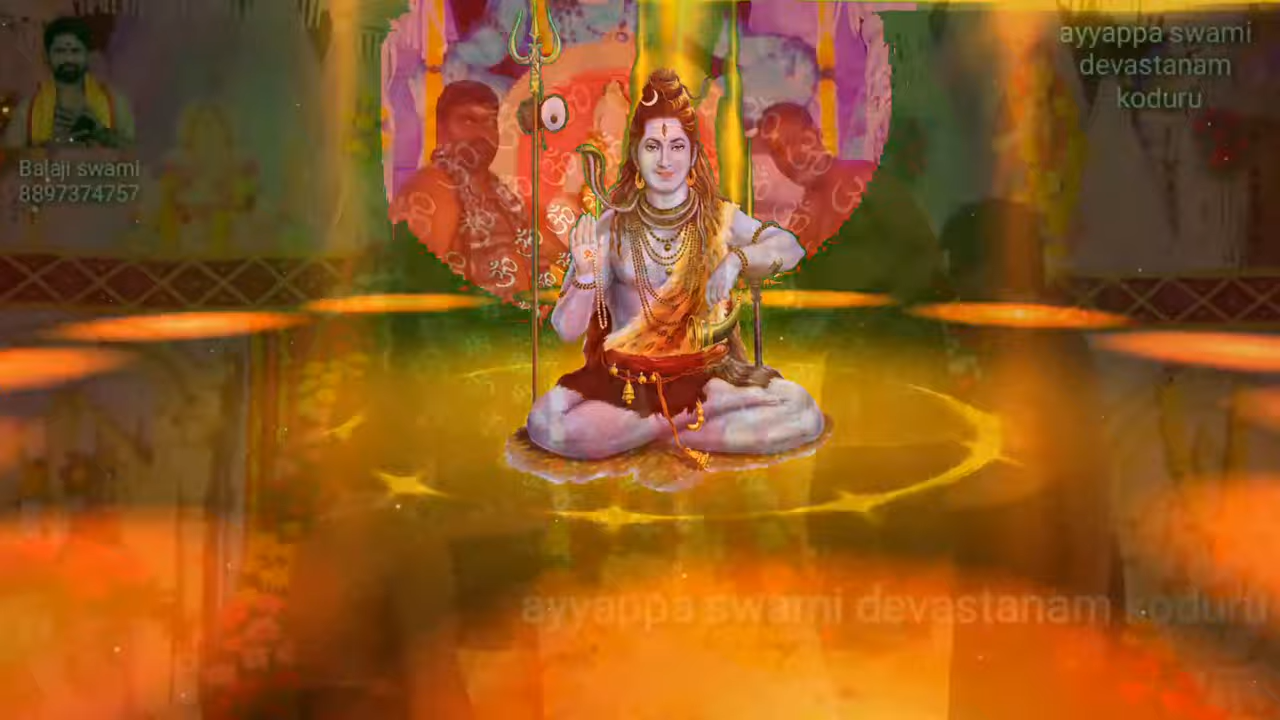 ayyappa swami
devastanam
koduru
Balaji swami
8897374757
ॐ
ayyappa swami devastanam koduru